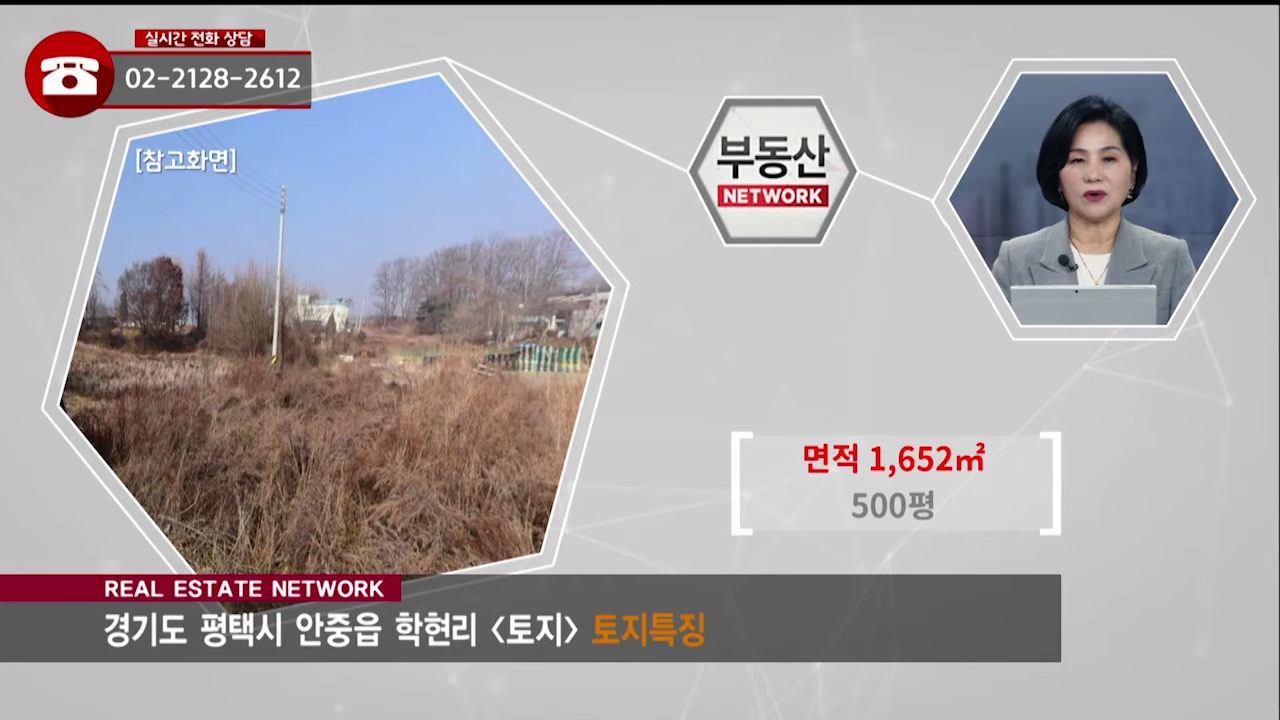 실시간 전화 상담
02-2128-2612
[참고화면]
부동산
NETWORK
면적 1,652㎡
500평
REAL ESTATE NETWORK
경기도 평택시 안중읍 학현리 <토지> 토지특징